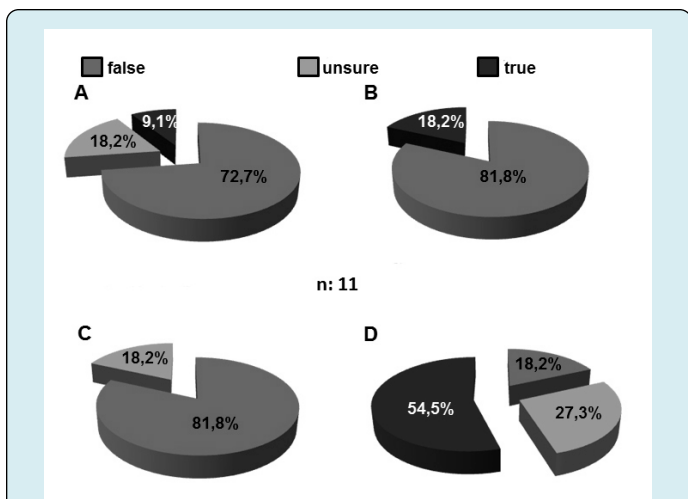 false unsure true
A B
9,1%
18,2% 72,7%
18,2%
81,8%
n: 11
C D
18,2%
81,8%
18,2%
54,5% 27,3%